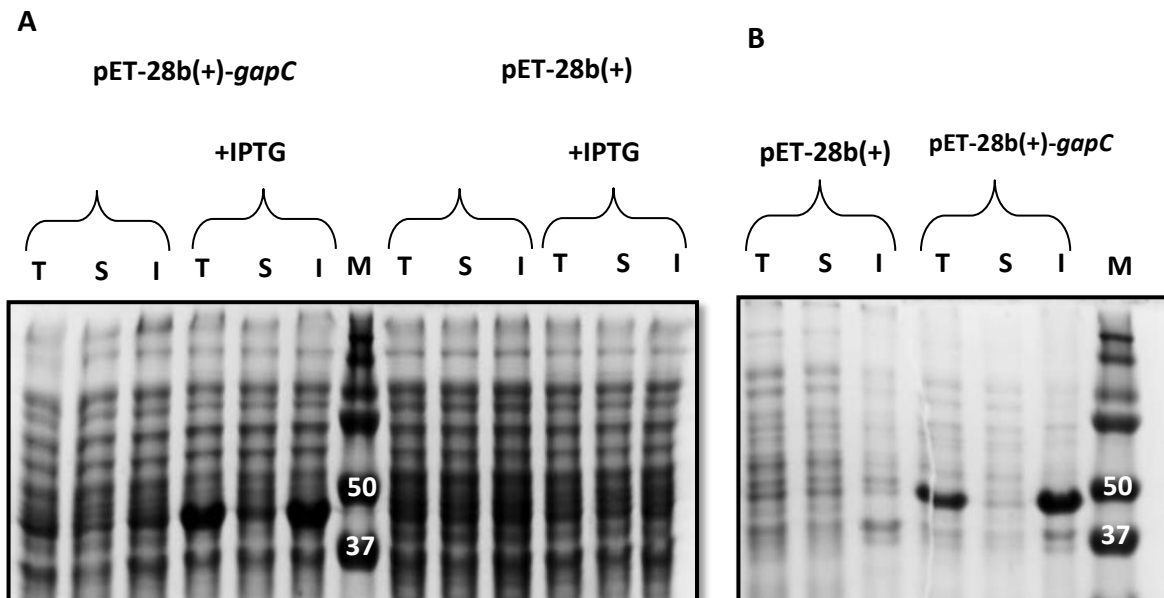 A
pET-28b(+)-gapC pET-28b(+)
+IPTG +IPTG
T S I T S I M T S I T S I
50
37
B
pET-28b(+) pET-28b(+)-gapC
T S I T S I M
50
37